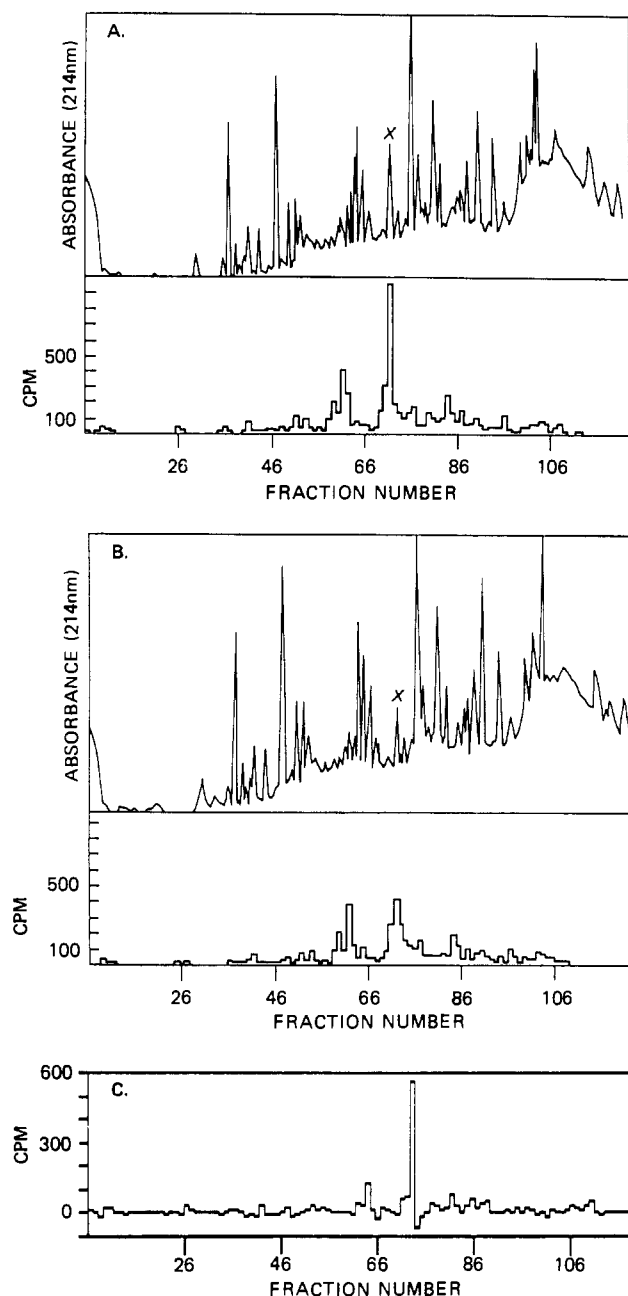 A.
X
ABSORBANCE (214nm)
500
100
CPM
26 46 66 86 106
FRACTION NUMBER
B.
X
ABSORBANCE (214nm)
500
100
CPM
26 46 66 86 106
FRACTION NUMBER
C.
600
300
0
CPM
26 46 66 86 106
FRACTION NUMBER